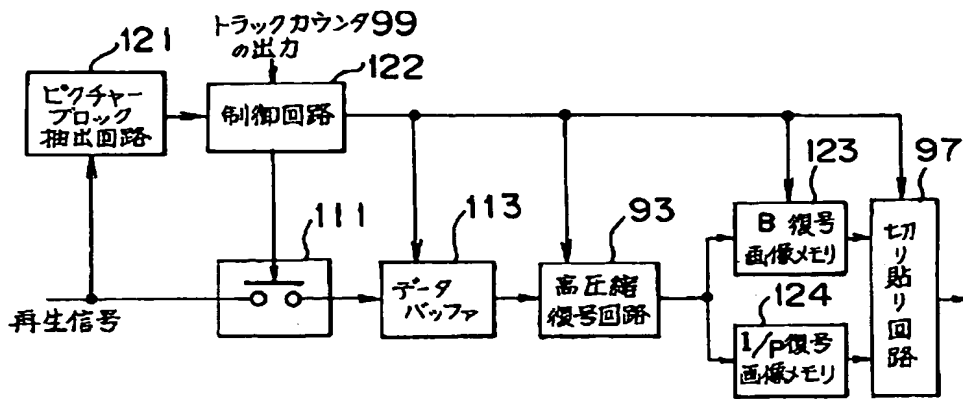 トラックカウンタ99
の出力
121
122
ピクチャー
ブロック
抽出回路
制御回路
123
97
111
113
93
B 復号
画像メモリ
切り貼り回路
データ
バッファ
高圧縮
復号回路
124
I/P復号
画像メモリ
再生信号